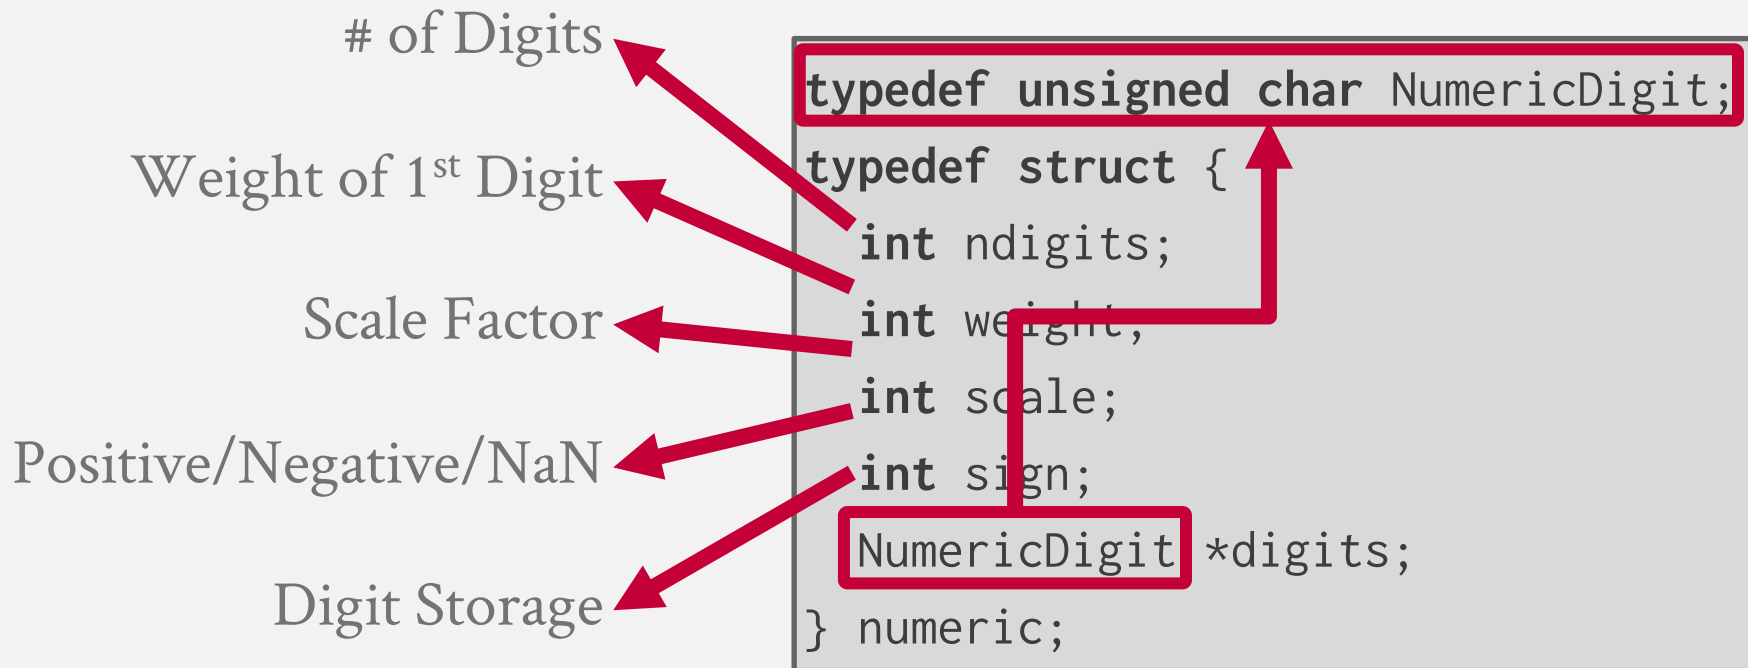 # of Digits
Weight of 1st Digit
Scale Factor
Positive/Negative/NaN
Digit Storage
typedef unsigned char NumericDigit;
typedef struct {
int ndigits;
int weight;
int scale;
int sign;
NumericDigit *digits;
} numeric;